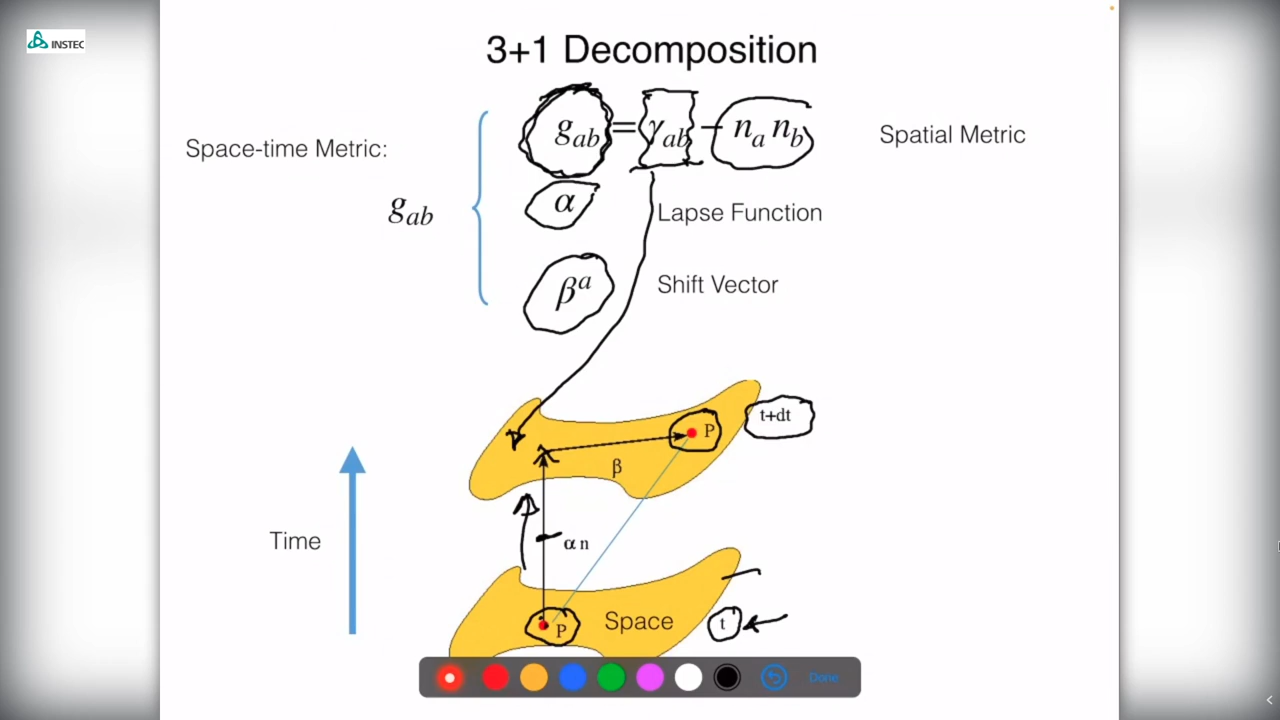 INSTEC
3+1 Decomposition
Space-time Metric:
g_ab
g_ab = γ_ab − n_a n_b
Spatial Metric
α
Lapse Function
β^a
Shift Vector
t+dt
P
β
Time
α n
P
Space
t
Done